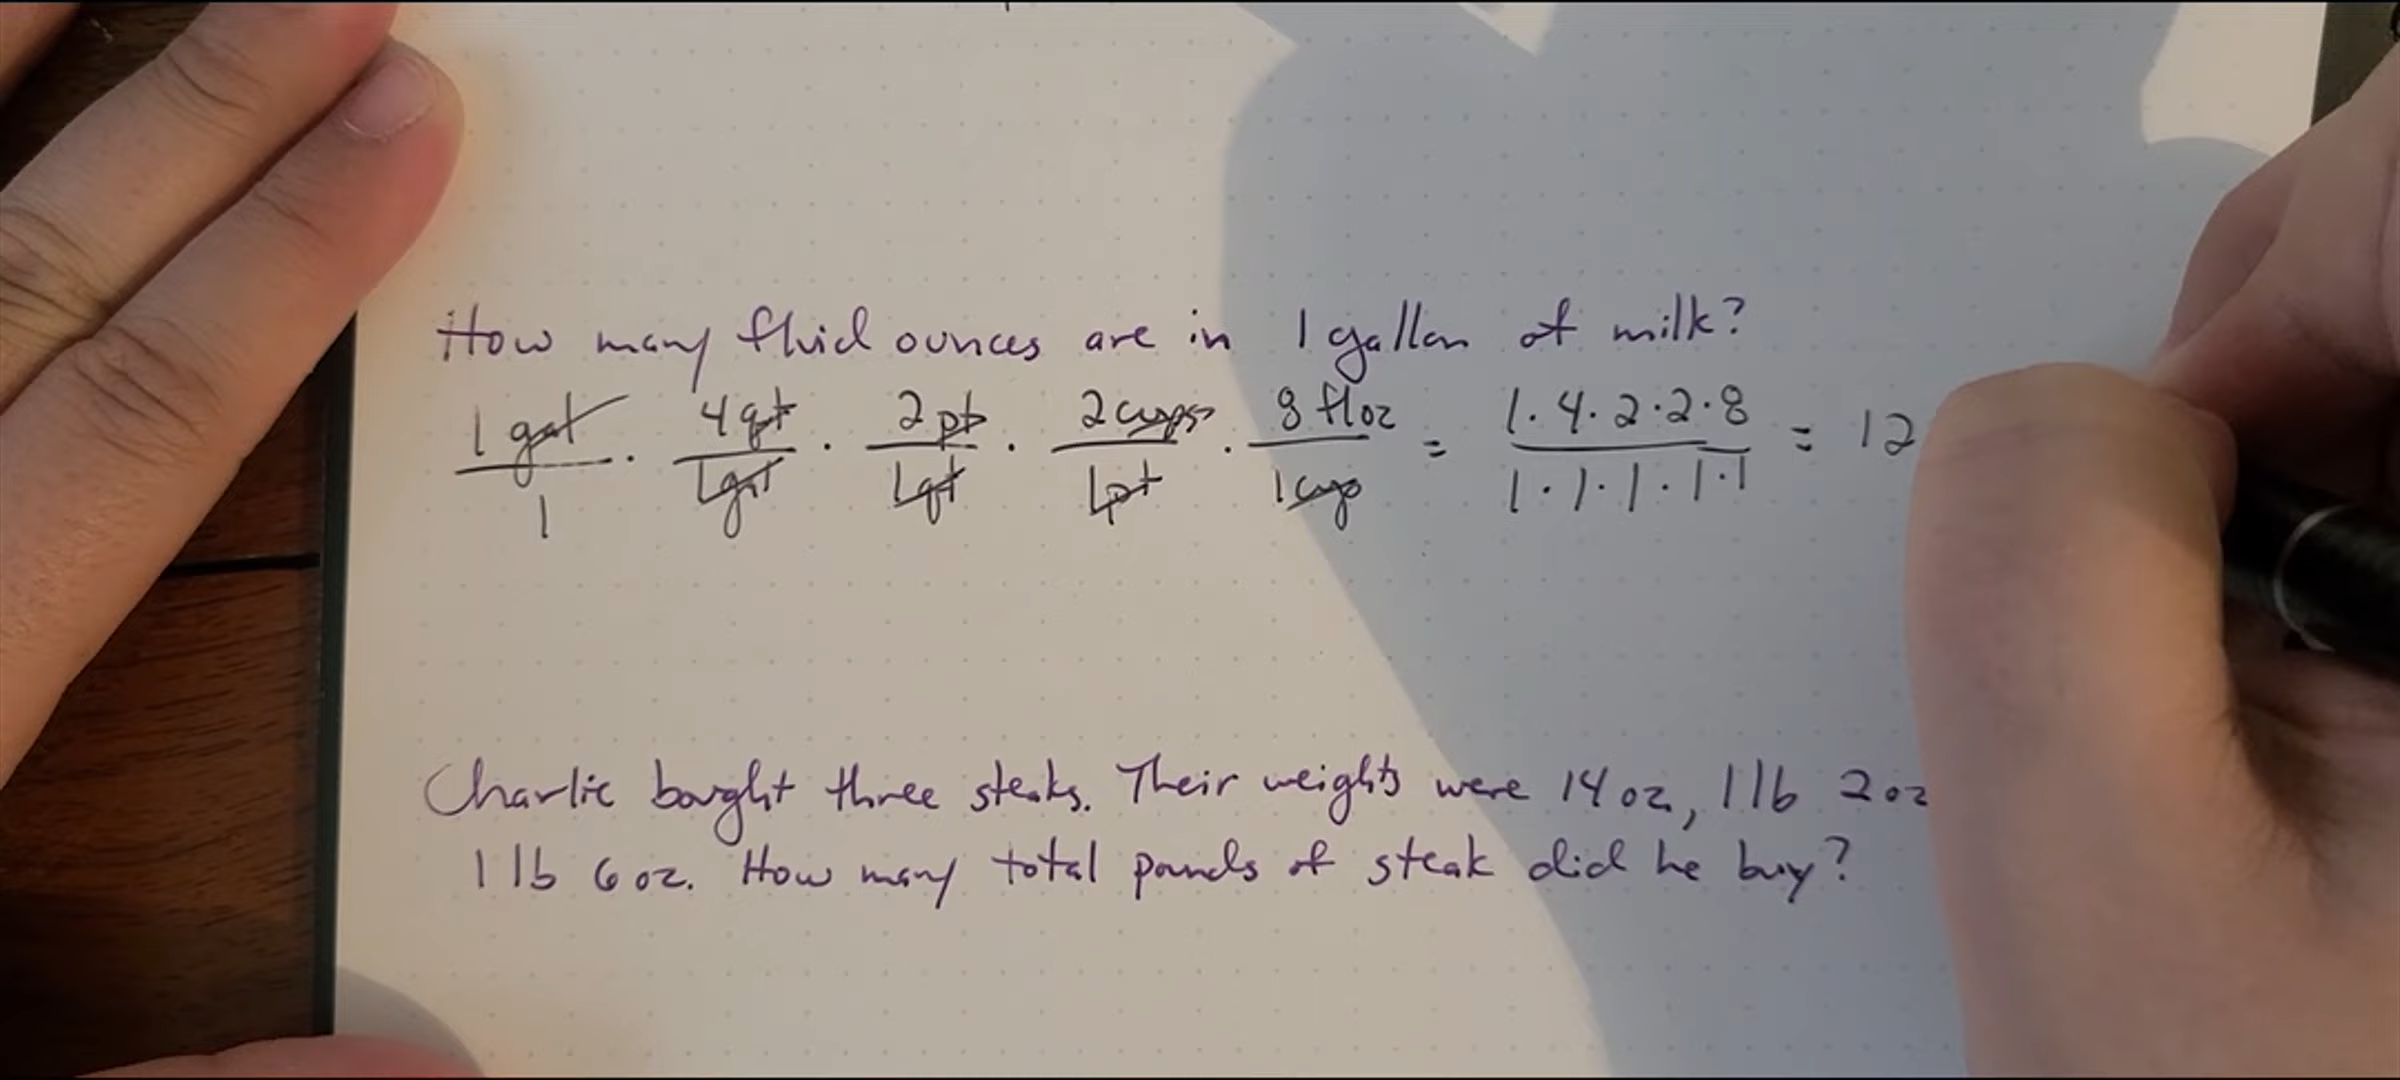 How many fluid ounces are in 1 gallon of milk?
1 gal/1 · 4 qt/1 gal · 2 pt/1 qt · 2 cups/1 pt · 8 fl oz/1 cup = 1·4·2·2·8/1·1·1·1·1 = 12
Charlie bought three steaks. Their weights were 14 oz, 1 lb 2 oz
1 lb 6 oz. How many total pounds of steak did he buy?